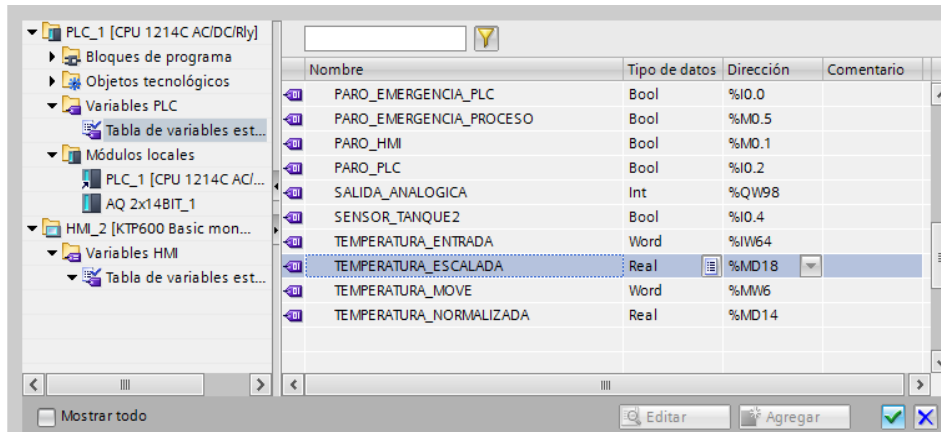 PLC_1 [CPU 1214C AC/DC/Rly]
Bloques de programa
Objetos tecnológicos
Variables PLC
Tabla de variables est...
Módulos locales
PLC_1 [CPU 1214C AC/...
AQ 2x14BIT_1
HMI_2 [KTP600 Basic mon...
Variables HMI
Tabla de variables est...
Nombre Tipo de datos Dirección Comentario
PARO_EMERGENCIA_PLC Bool %I0.0
PARO_EMERGENCIA_PROCESO Bool %M0.5
PARO_HMI Bool %M0.1
PARO_PLC Bool %I0.2
SALIDA_ANALOGICA Int %QW98
SENSOR_TANQUE2 Bool %I0.4
TEMPERATURA_ENTRADA Word %IW64
TEMPERATURA_ESCALADA Real %MD18
TEMPERATURA_MOVE Word %MW6
TEMPERATURA_NORMALIZADA Real %MD14
Mostrar todo Editar Agregar